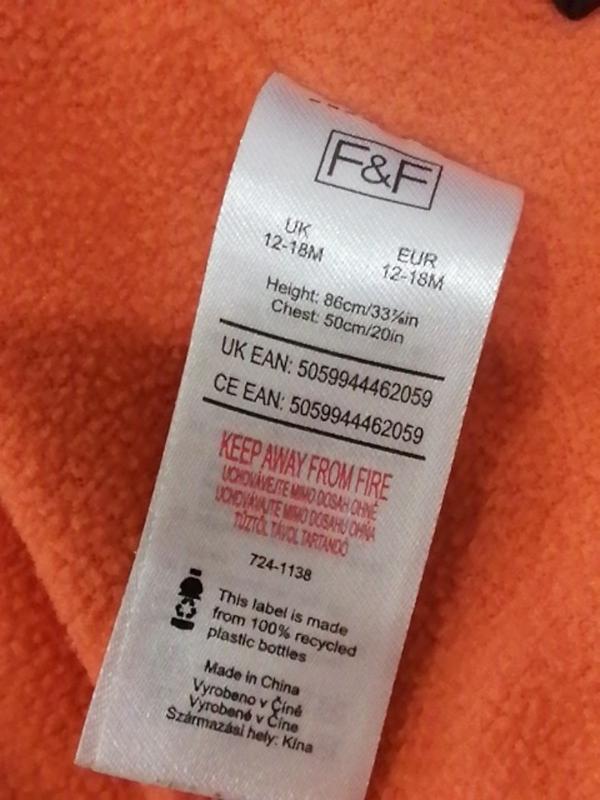 F&F
UK EUR
12-18M 12-18M
Height: 86cm/33⅞in
Chest: 50cm/20in
UK EAN: 5059944462059
CE EAN: 5059944462059
KEEP AWAY FROM FIRE
UCHOVÁVEJTE MIMO DOSAH OHNĚ
UCHOVÁVAJTE MIMO DOSAHU OHŇA
TŰZTŐL TÁVOL TARTANDÓ
724-1138
This label is made
from 100% recycled
plastic bottles
Made in China
Vyrobeno v Číně
Vyrobené v Číne
Származási hely: Kína